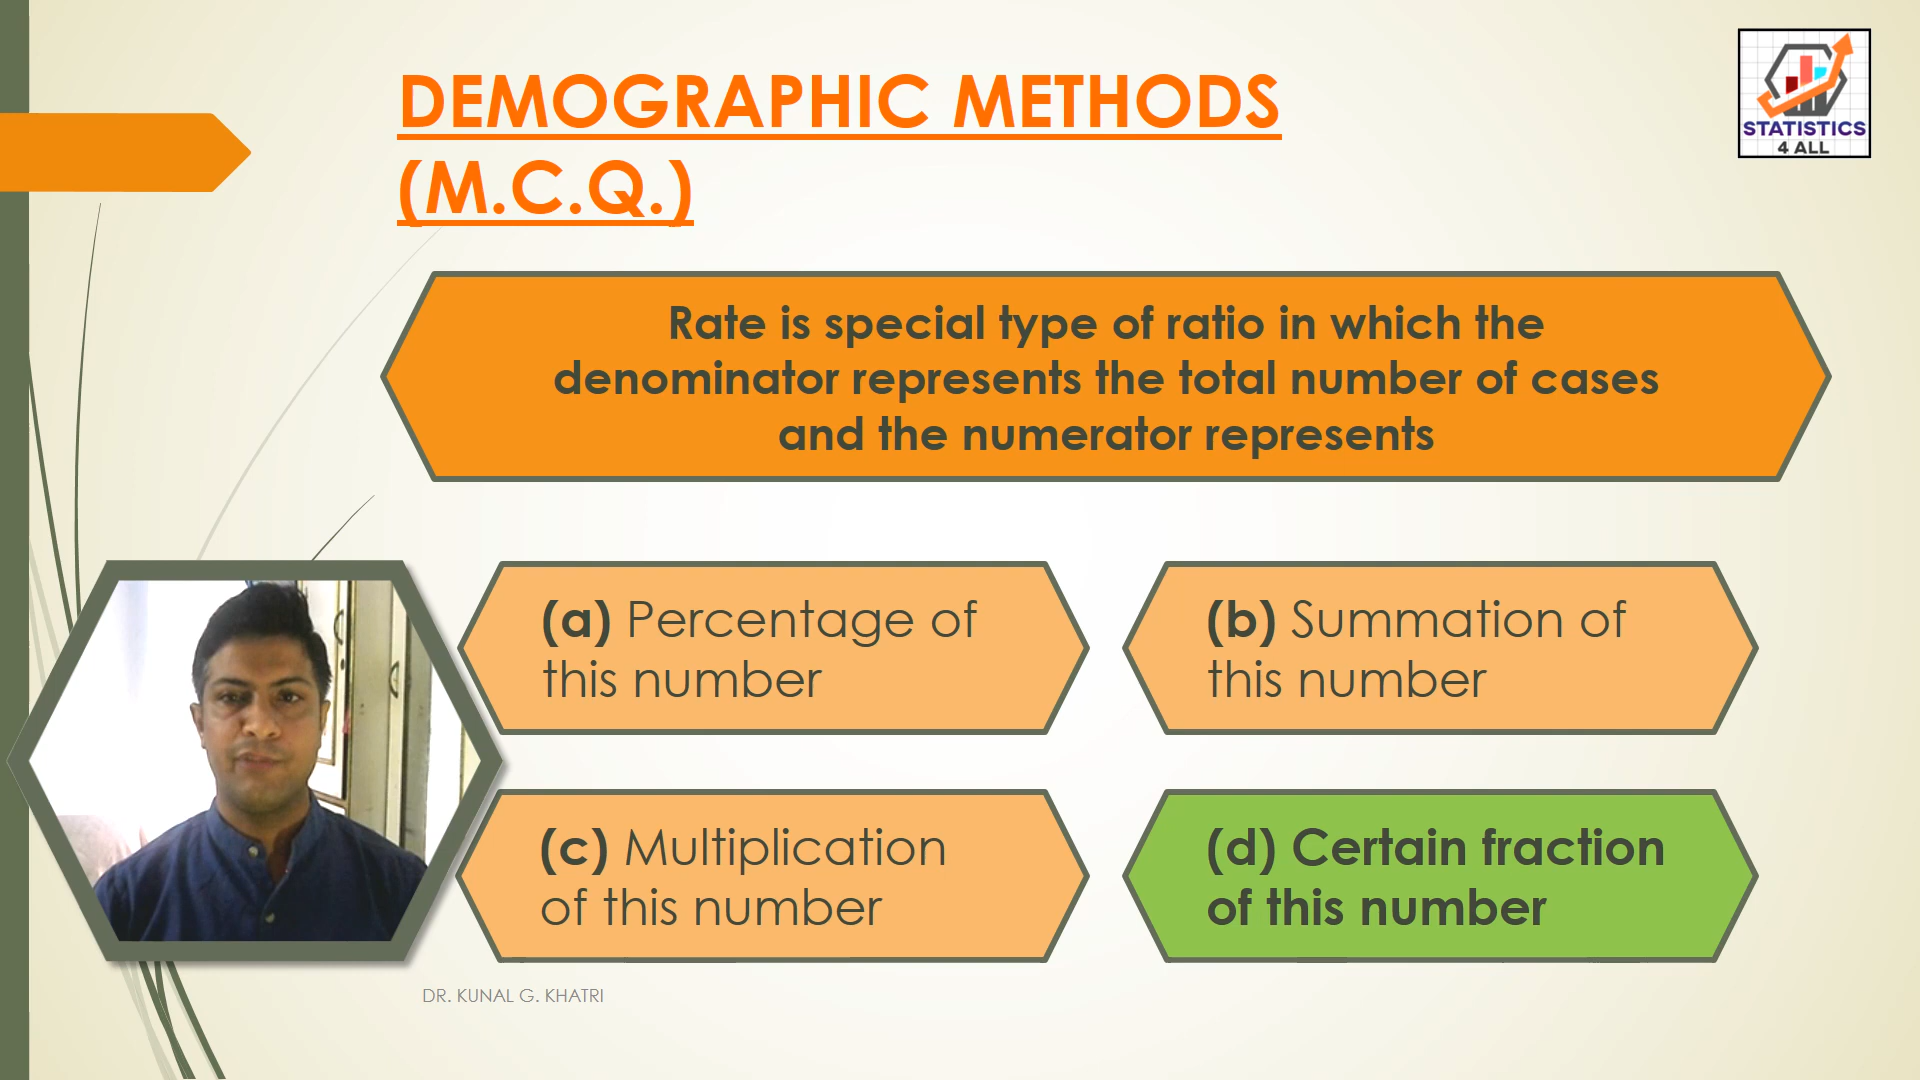 DEMOGRAPHIC METHODS
(M.C.Q.)
STATISTICS
4 ALL
Rate is special type of ratio in which the
denominator represents the total number of cases
and the numerator represents
(a) Percentage of
this number
(b) Summation of
this number
(c) Multiplication
of this number
(d) Certain fraction
of this number
DR. KUNAL G. KHATRI